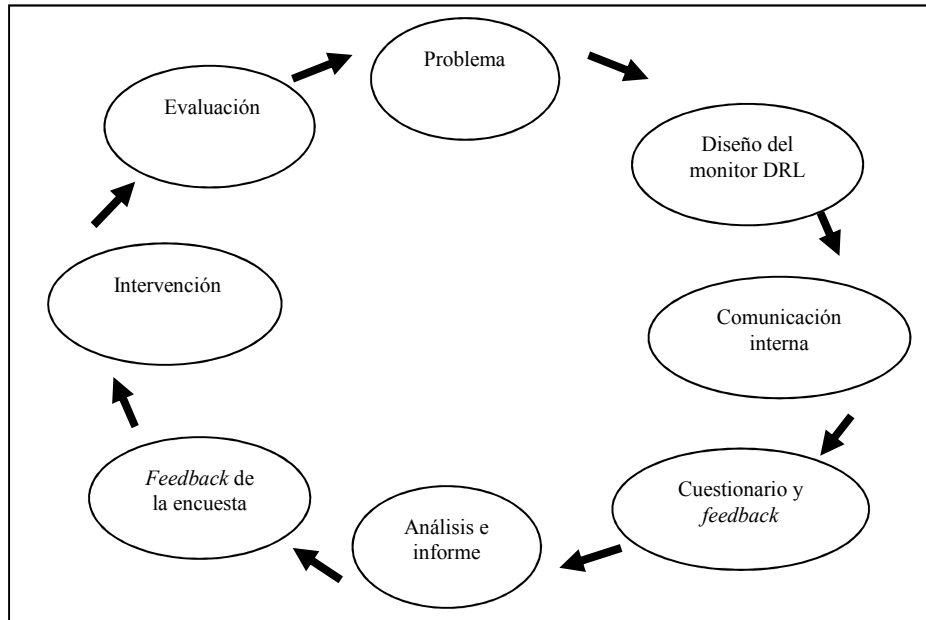 Problema
Diseño del
monitor DRL
Comunicación
interna
Cuestionario y
feedback
Análisis e
informe
Feedback de
la encuesta
Intervención
Evaluación